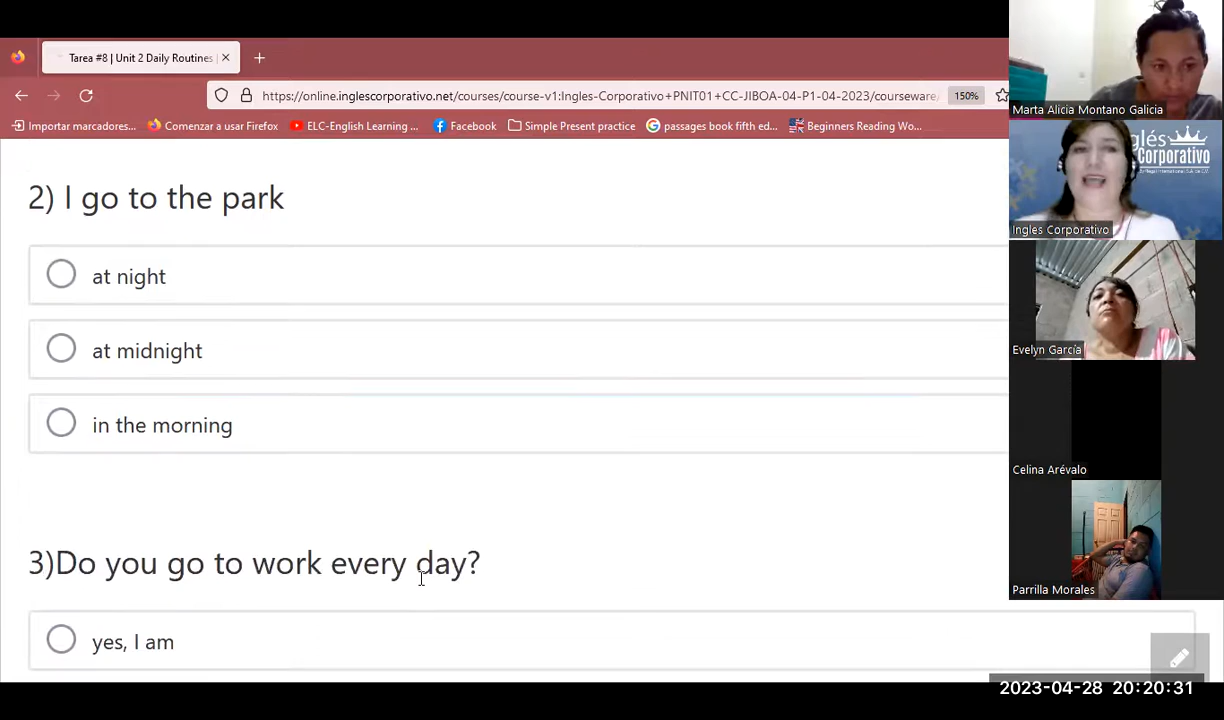 Tarea #8 | Unit 2 Daily Routines |
https://online.inglescorporativo.net/courses/course-v1:Ingles-Corporativo+PNIT01+CC-JIBOA-04-P1-04-2023/courseware/
150%
Importar marcadores...
Comenzar a usar Firefox
ELC-English Learning ...
Facebook
Simple Present practice
passages book fifth ed...
Beginners Reading Wo...
2) I go to the park
at night
at midnight
in the morning
3)Do you go to work every day?
yes, I am
Marta Alicia Montano Galicia
glés
Corporativo
Ingles Corporativo
Evelyn García
Celina Arévalo
Parrilla Morales
2023-04-28 20:20:31